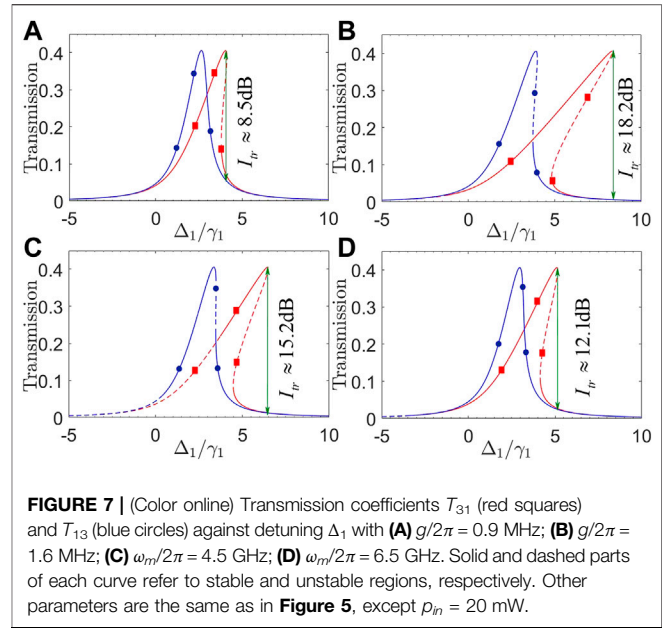 A
Transmission
0.4
0.3
0.2
0.1
0
-5
0
5
10
Δ₁/γ₁
I_tr ≈ 8.5dB
B
Transmission
0.4
0.3
0.2
0.1
0
-5
0
5
10
Δ₁/γ₁
I_tr ≈ 18.2dB
C
Transmission
0.4
0.3
0.2
0.1
0
-5
0
5
10
Δ₁/γ₁
I_tr ≈ 15.2dB
D
Transmission
0.4
0.3
0.2
0.1
0
-5
0
5
10
Δ₁/γ₁
I_tr ≈ 12.1dB
FIGURE 7 | (Color online) Transmission coefficients T₃₁ (red squares)
and T₁₃ (blue circles) against detuning Δ₁ with (A) g/2π = 0.9 MHz; (B) g/2π =
1.6 MHz; (C) ωₘ/2π = 4.5 GHz; (D) ωₘ/2π = 6.5 GHz. Solid and dashed parts
of each curve refer to stable and unstable regions, respectively. Other
parameters are the same as in Figure 5, except pᵢₙ = 20 mW.